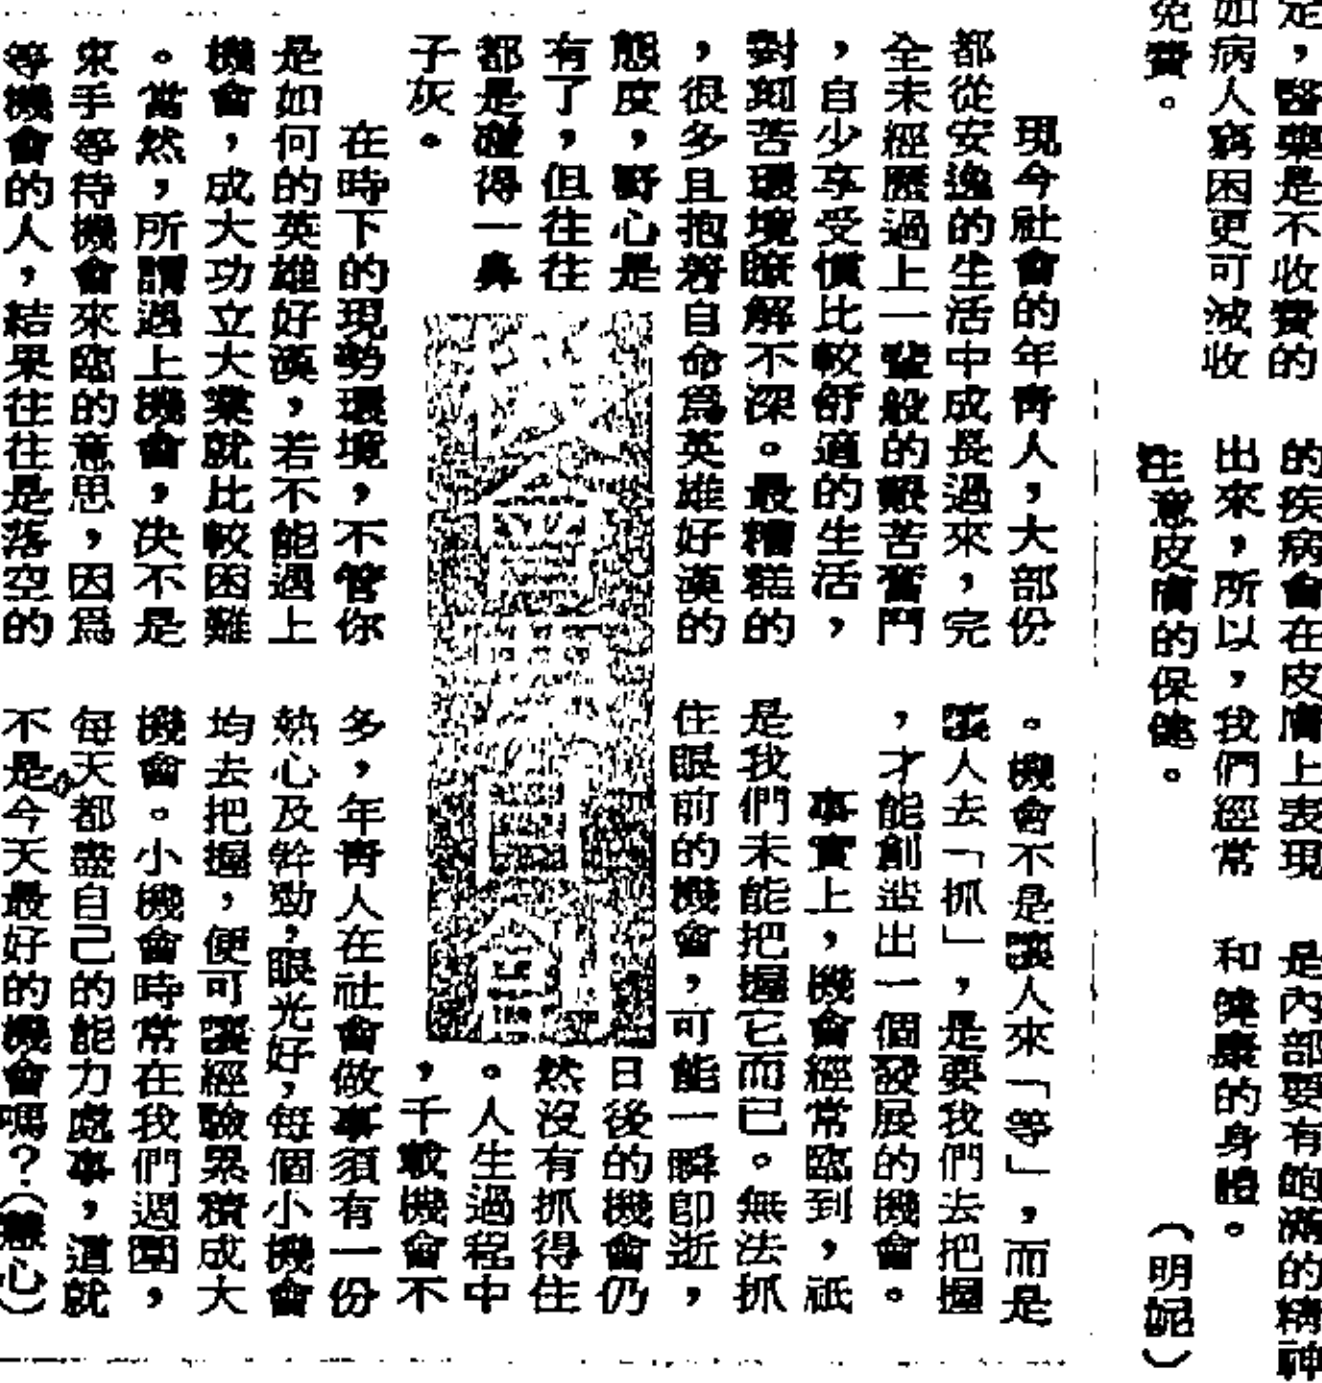 定，醫藥是不收費的
如病人窮困更可減收
免費。
的疾病會在皮膚上表現
出來，所以，我們經常
注意皮膚的保健。
是內部要有飽滿的精神
和健康的身體。
（明妮）
現今社會的年青人，大部份
都從安逸的生活中成長過來，完
全未經歷過上一輩般的艱苦奮鬥
，自少享受慣比較舒適的生活，
對刻苦環境瞭解不深。最糟糕的
，很多且抱着自命爲英雄好漢的
態度，野心是
有了，但往往
都是碰得一鼻
子灰。
在時下的現勢環境，不管你
是如何的英雄好漢，若不能遇上
機會，成大功立大業就比較困難
。當然，所謂遇上機會，決不是
束手等待機會來臨的意思，因爲
等機會的人，結果往往是落空的
。機會不是讓人來「等」，而是
讓人去「抓」，是要我們去把握
，才能創造出一個發展的機會。
事實上，機會經常臨到，祗
是我們未能把握它而已。無法抓
住眼前的機會，可能一瞬卽逝，
日後的機會仍
然沒有抓得住
。人生過程中
，千載機會不
多，年青人在社會做事須有一份
熱心及幹勁，眼光好，每個小機會
均去把握，便可讓經驗累積成大
機會。小機會時常在我們週圍，
每天都盡自己的能力處事，這就
不是今天最好的機會嗎？（慧心）